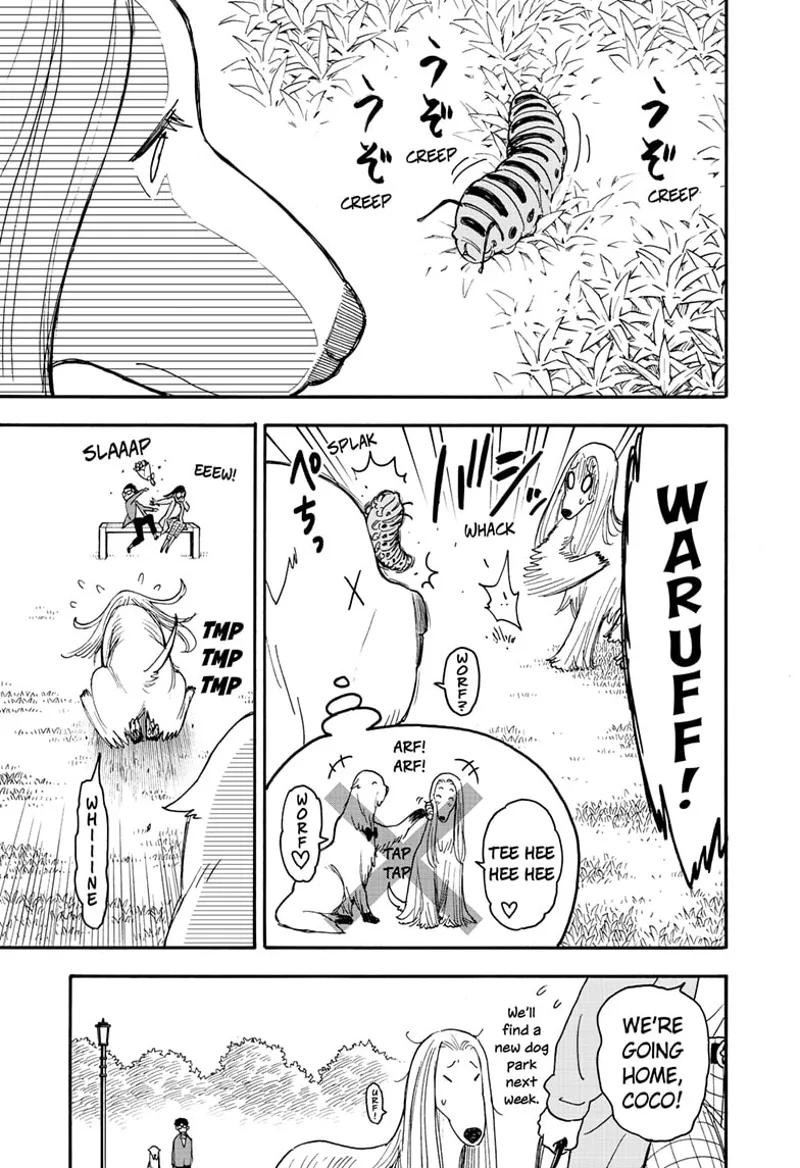 うぞ
CREEP
うぞ
CREEP
うぞ
CREEP
WARUFF!
バシッ
WHACK
SPLAK
ぺちっ
WORF?
ARF!
ARF!
TEE HEE
HEE HEE
♡
TAP
TAP
WORF♡
SLAAAP
EEEW!
TMP
TMP
TMP
WHIIIINE
WE'RE
GOING
HOME,
COCO!
We'll
find a
new dog
park
next
week.
URF!